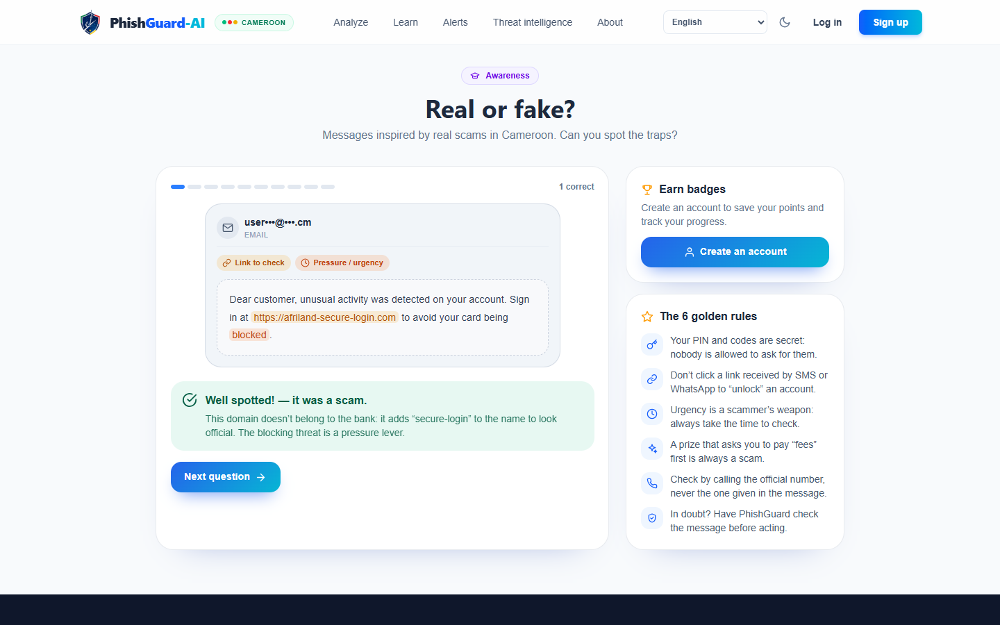 PhishGuard-AI
CAMEROON
Analyze
Learn
Alerts
Threat intelligence
About
English
Log in
Sign up
Awareness
Real or fake?
Messages inspired by real scams in Cameroon. Can you spot the traps?
1 correct
user•••@•••.cm
EMAIL
Link to check
Pressure / urgency
Dear customer, unusual activity was detected on your account. Sign
in at https://afriland-secure-login.com to avoid your card being
blocked.
Well spotted! — it was a scam.
This domain doesn’t belong to the bank: it adds “secure-login” to the name to look
official. The blocking threat is a pressure lever.
Next question
Earn badges
Create an account to save your points and
track your progress.
Create an account
The 6 golden rules
Your PIN and codes are secret:
nobody is allowed to ask for them.
Don’t click a link received by SMS or
WhatsApp to “unlock” an account.
Urgency is a scammer’s weapon:
always take the time to check.
A prize that asks you to pay “fees”
first is always a scam.
Check by calling the official number,
never the one given in the message.
In doubt? Have PhishGuard check
the message before acting.